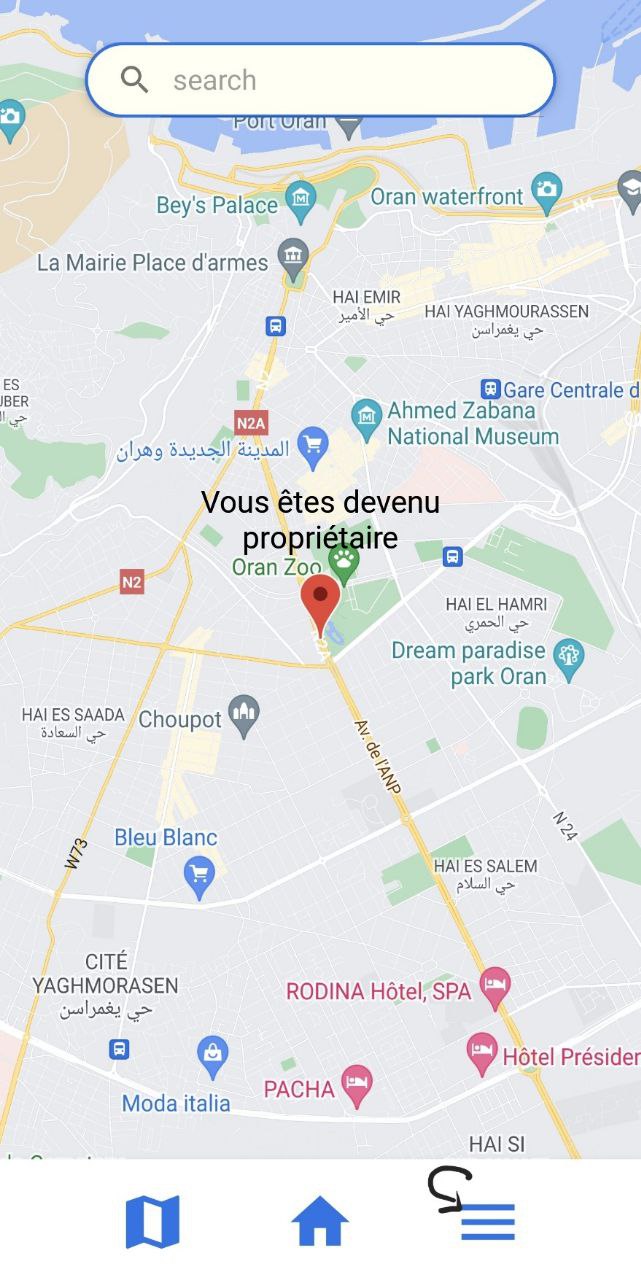 search
Port Oran
Bey's Palace
Oran waterfront
N4
La Mairie Place d'armes
HAI EMIR
حي الأمير
HAI YAGHMOURASSEN
حي يغمراسن
ES
Gare Centrale d
Ahmed Zabana
National Museum
N2A
المدينة الجديدة وهران
Vous êtes devenu
propriétaire
Oran Zoo
N2
HAI EL HAMRI
حي الحمري
Dream paradise
park Oran
HAI ES SAADA
حي السعادة
Choupot
Av. de l'ANP
Bleu Blanc
W73
N 24
HAI ES SALEM
حي السلام
CITÉ
YAGHMORASEN
حي يغمراسن
RODINA Hôtel, SPA
Hôtel Présiden
PACHA
Moda italia
HAI SI